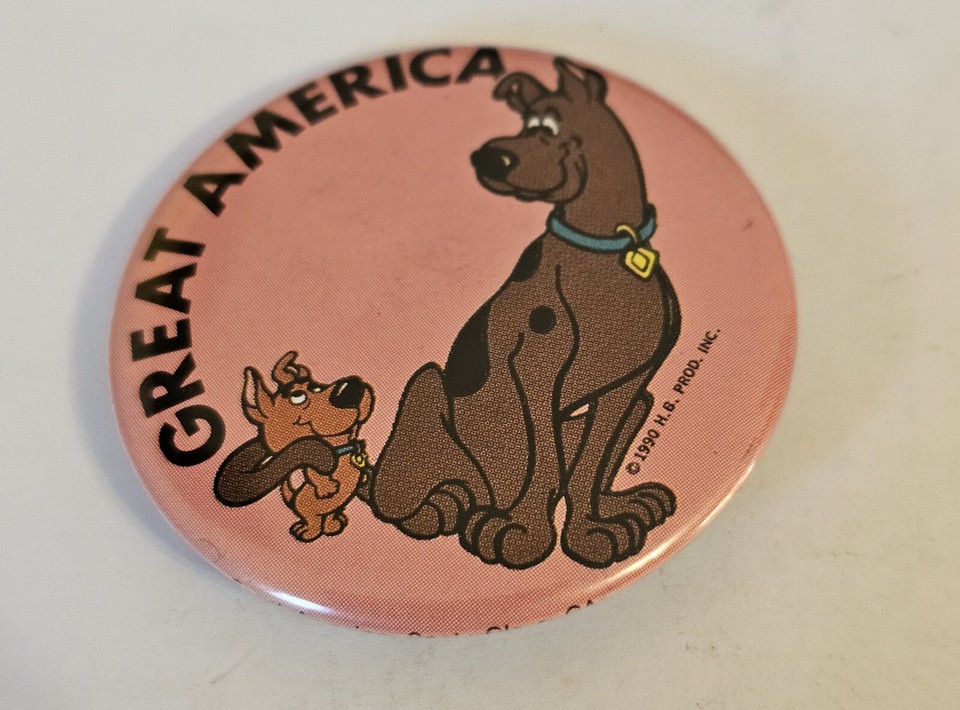 GREAT AMERICA
©1990 H.B. PROD. INC.